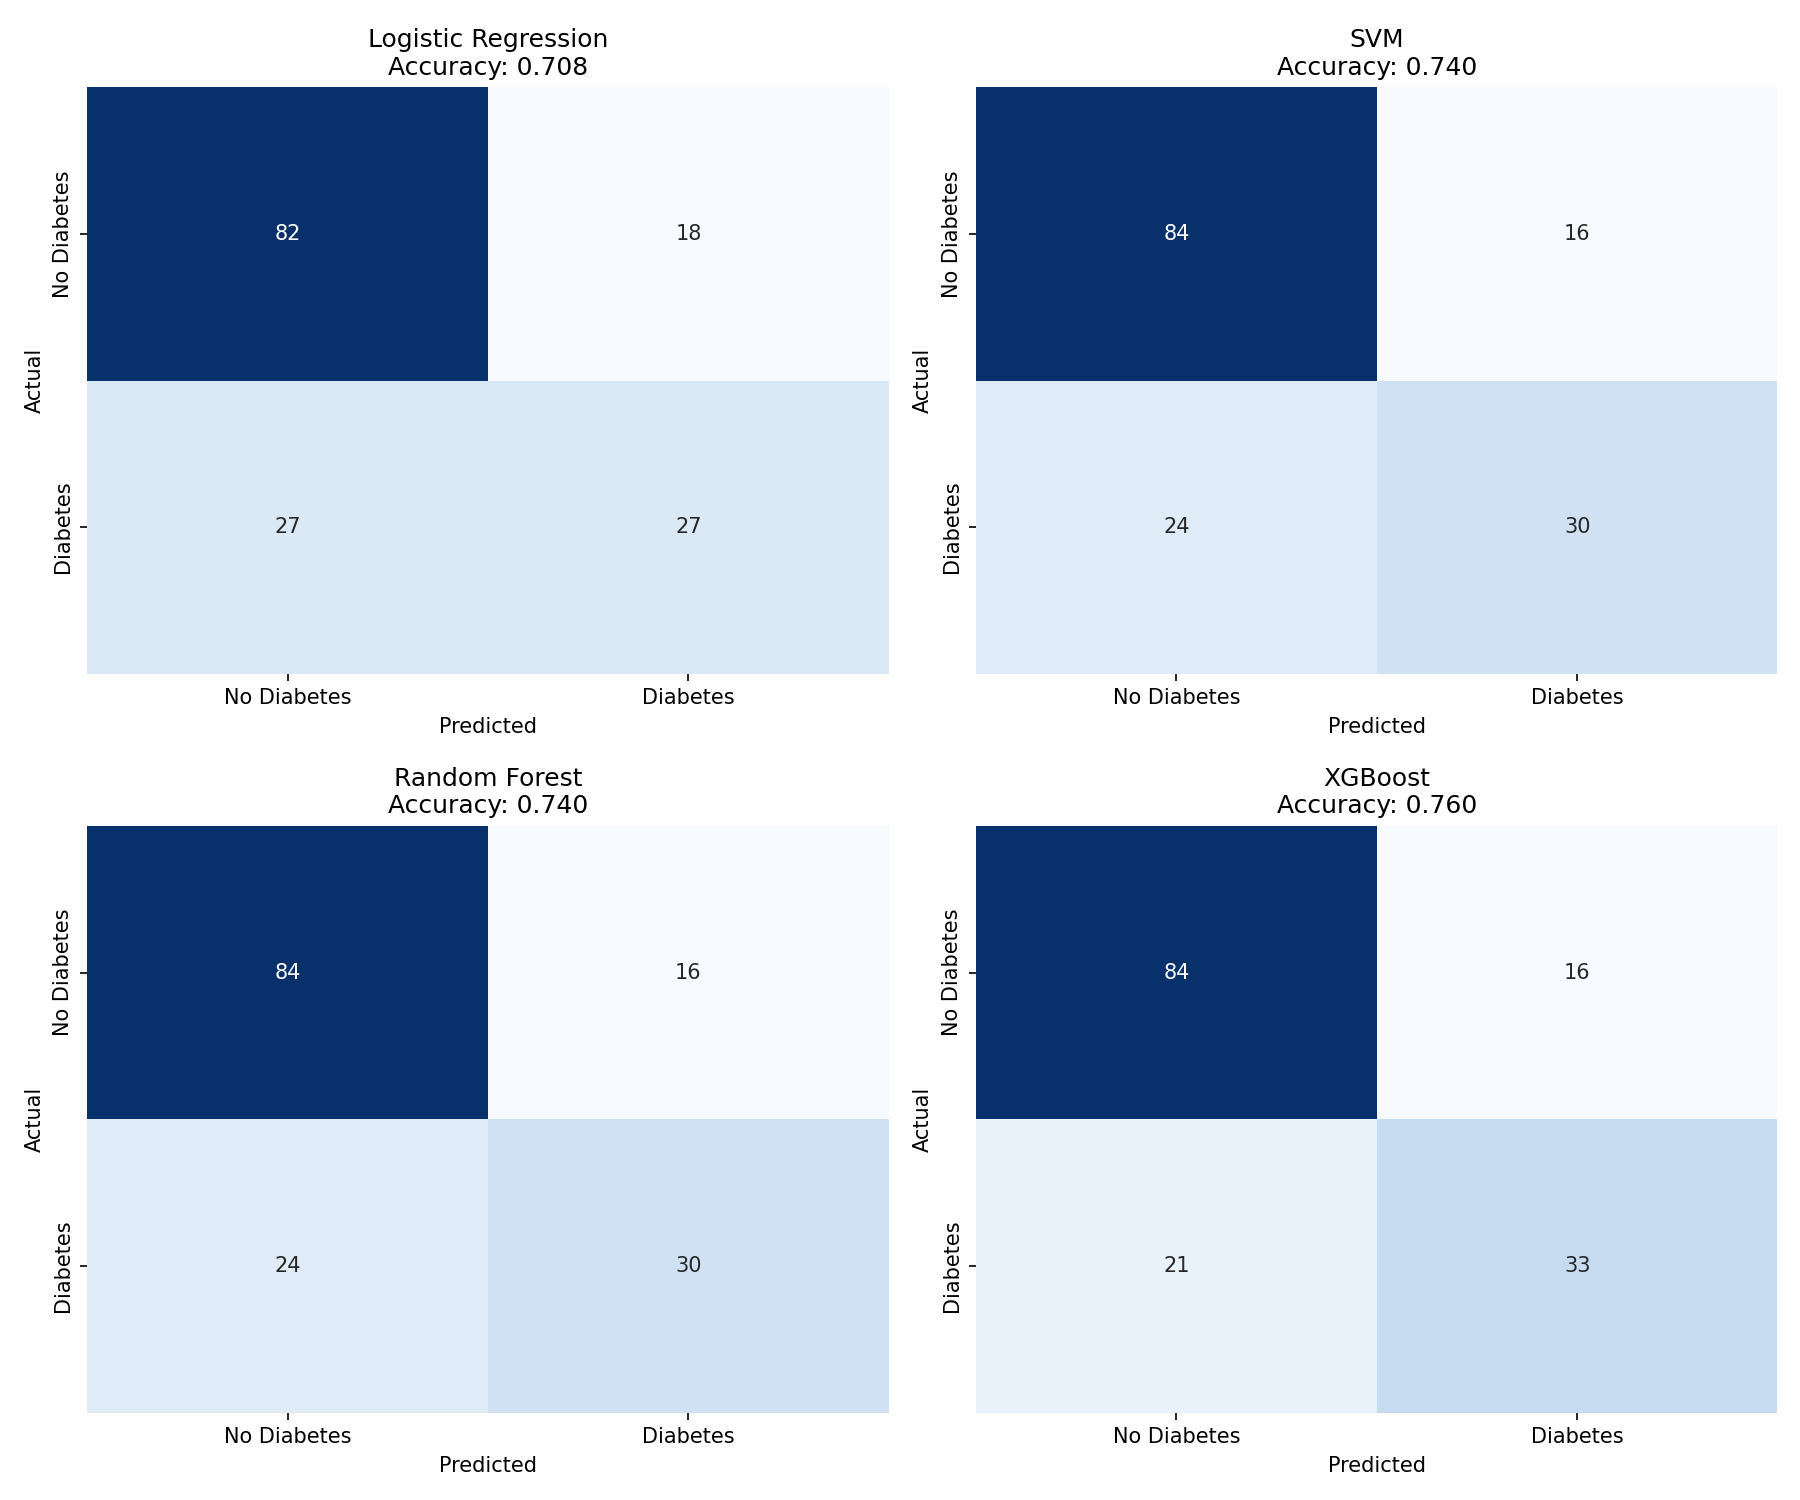 Logistic Regression
Accuracy: 0.708
No Diabetes
82
18
Actual
Diabetes
27
27
No Diabetes
Diabetes
Predicted
SVM
Accuracy: 0.740
No Diabetes
84
16
Actual
Diabetes
24
30
No Diabetes
Diabetes
Predicted
Random Forest
Accuracy: 0.740
No Diabetes
84
16
Actual
Diabetes
24
30
No Diabetes
Diabetes
Predicted
XGBoost
Accuracy: 0.760
No Diabetes
84
16
Actual
Diabetes
21
33
No Diabetes
Diabetes
Predicted